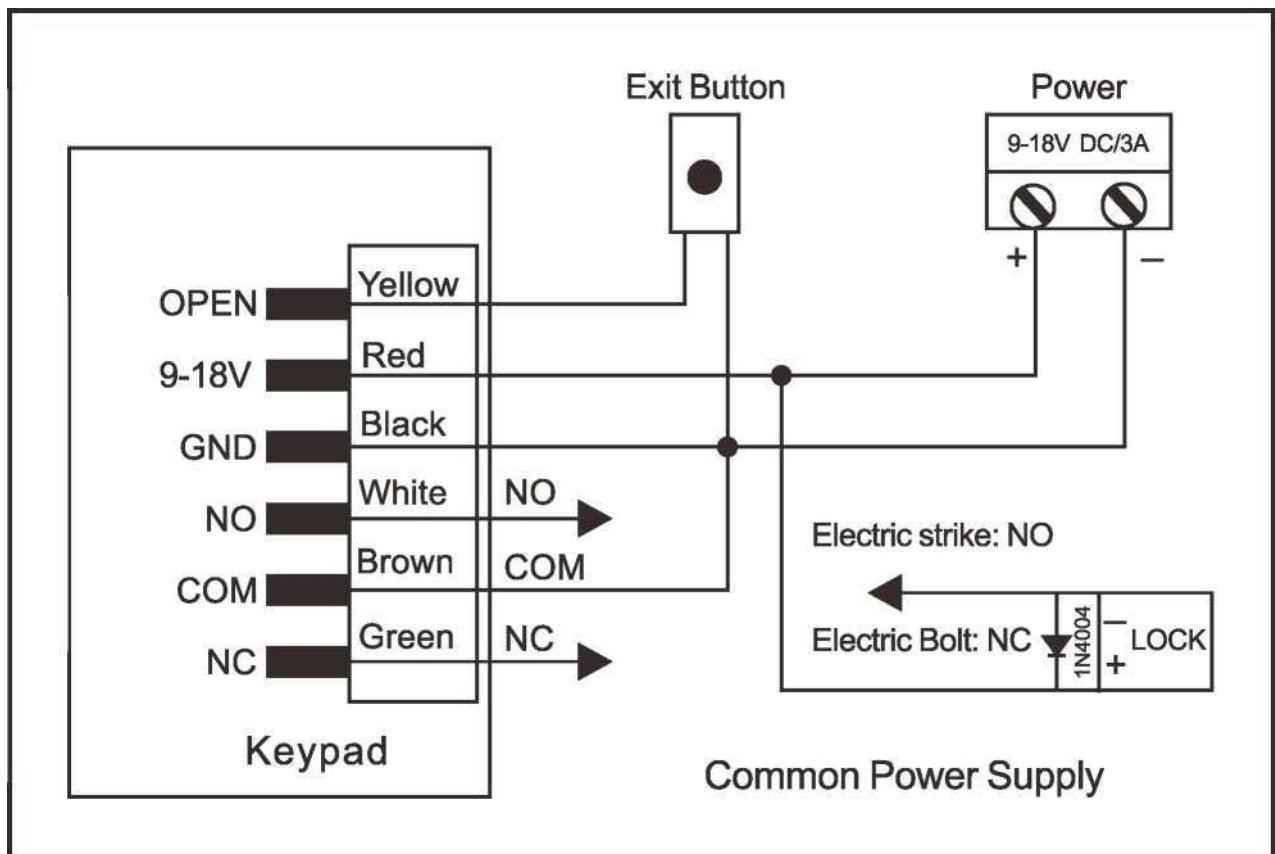 Exit Button
Power
9-18V DC/3A
+
–
OPEN
Yellow
9-18V
Red
GND
Black
NO
White
NO
COM
Brown
COM
NC
Green
NC
Electric strike: NO
Electric Bolt: NC
1N4004
–
+
LOCK
Keypad
Common Power Supply